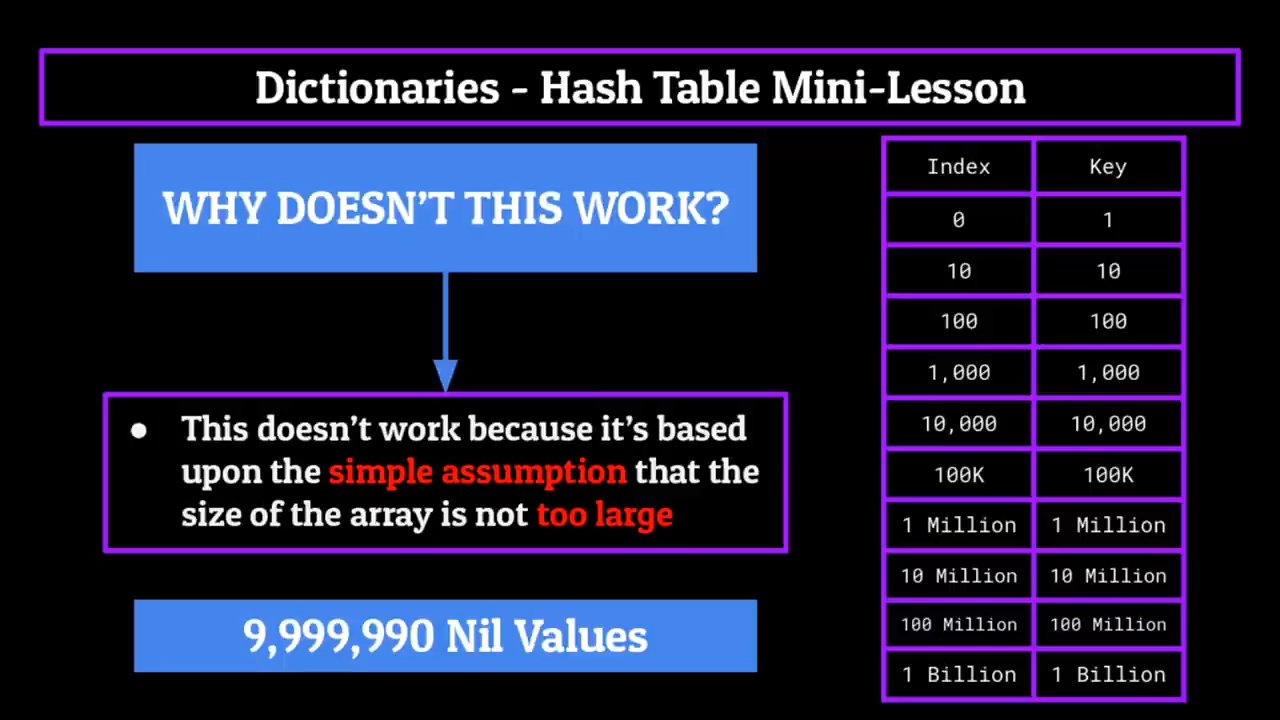 Dictionaries - Hash Table Mini-Lesson
WHY DOESN'T THIS WORK?
● This doesn't work because it's based
upon the simple assumption that the
size of the array is not too large
9,999,990 Nil Values
Index Key
0 1
10 10
100 100
1,000 1,000
10,000 10,000
100K 100K
1 Million 1 Million
10 Million 10 Million
100 Million 100 Million
1 Billion 1 Billion